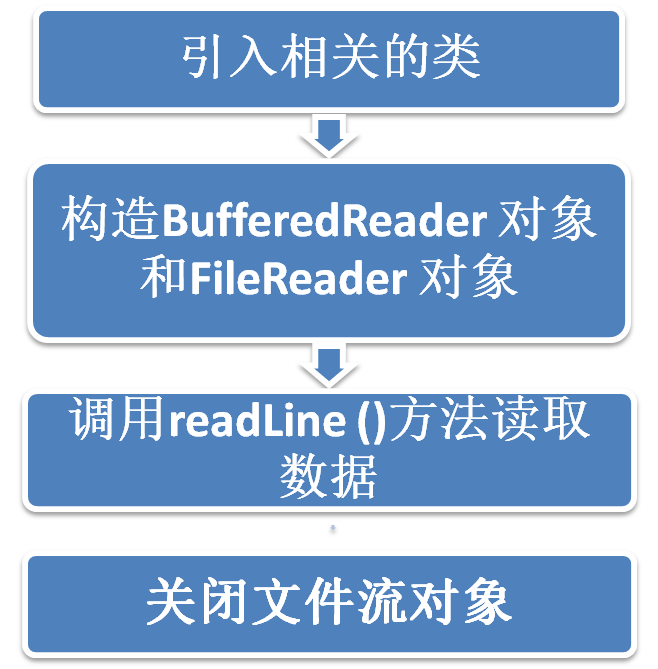 引入相关的类
构造BufferedReader 对象
和FileReader 对象
调用readLine ()方法读取
数据
关闭文件流对象